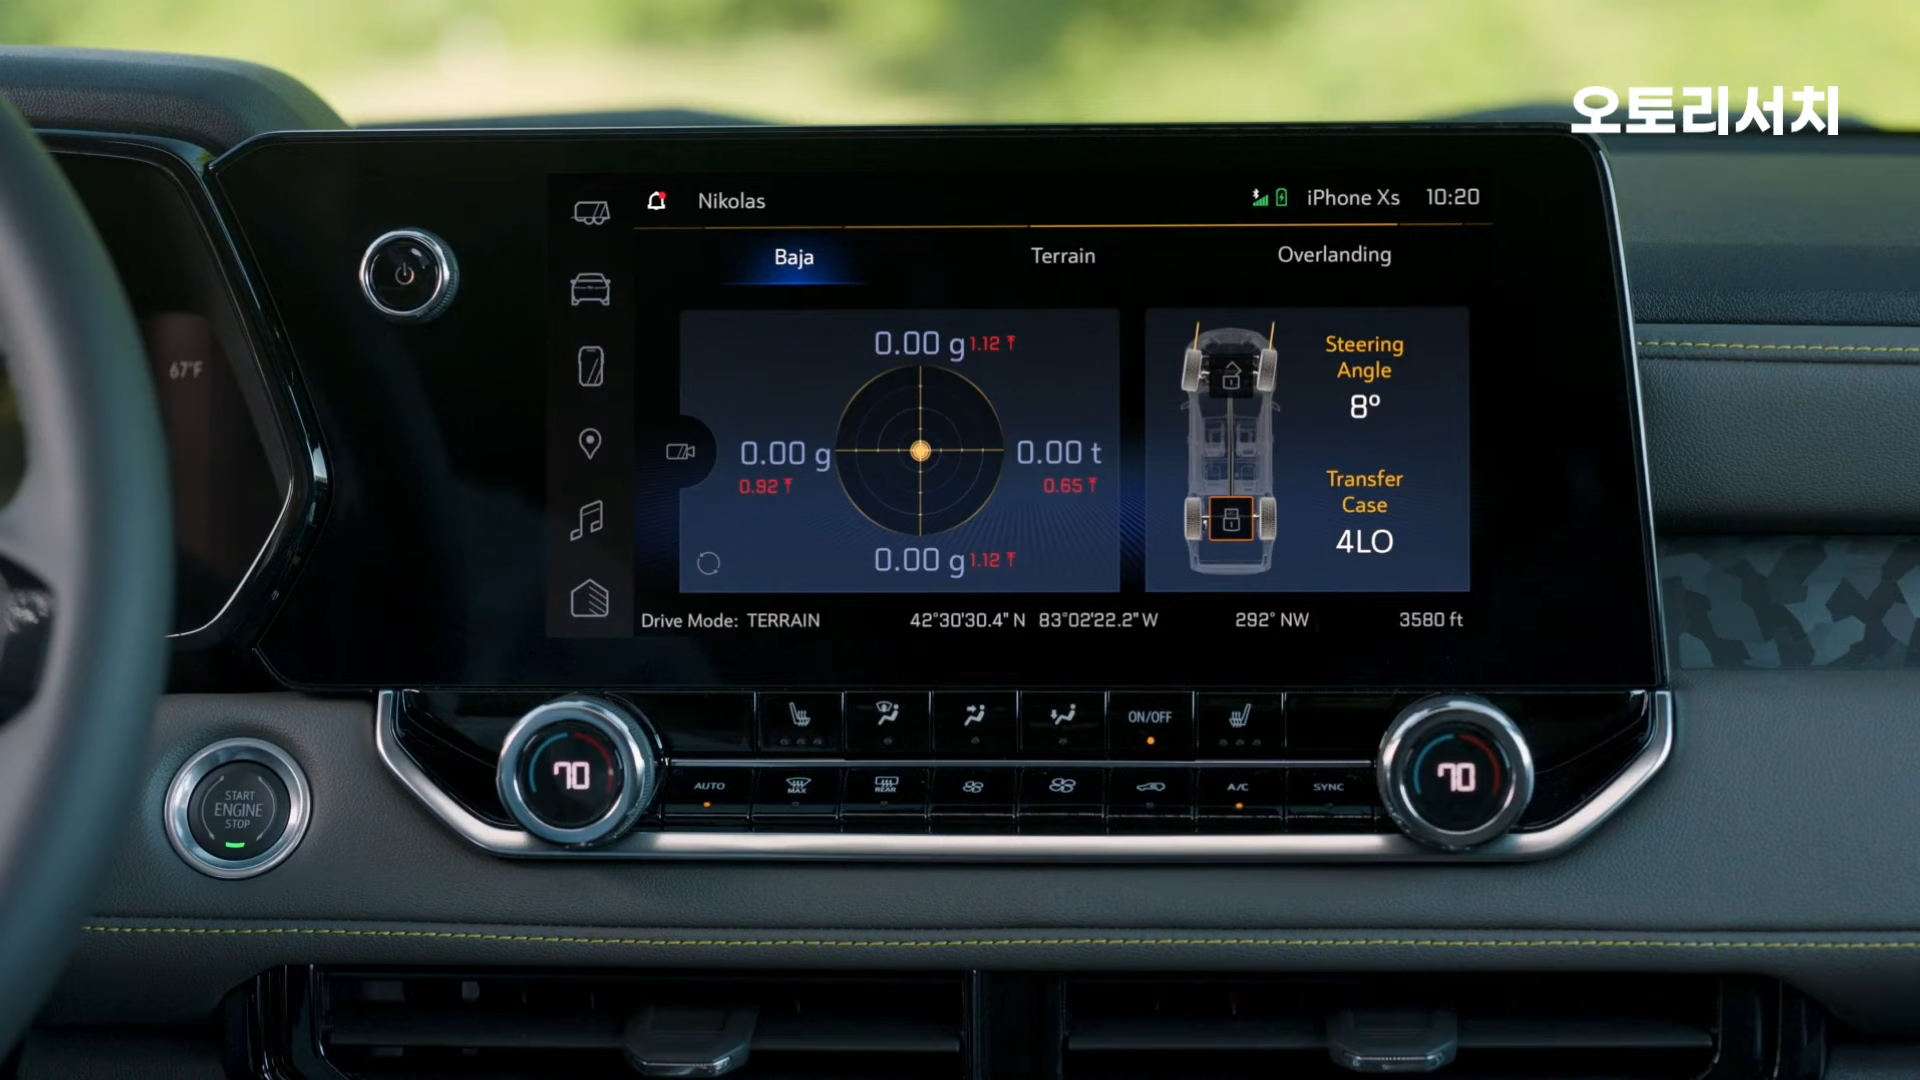 오토리서치
Nikolas
iPhone Xs 10:20
Baja Terrain Overlanding
67°F
0.00 g 1.12
0.00 g 0.00 t
0.92 0.65
0.00 g 1.12
Steering
Angle
8°
Transfer
Case
4LO
Drive Mode: TERRAIN 42°30'30.4" N 83°02'22.2" W 292° NW 3580 ft
ON/OFF
70 70
AUTO MAX REAR A/C SYNC
START
ENGINE
STOP